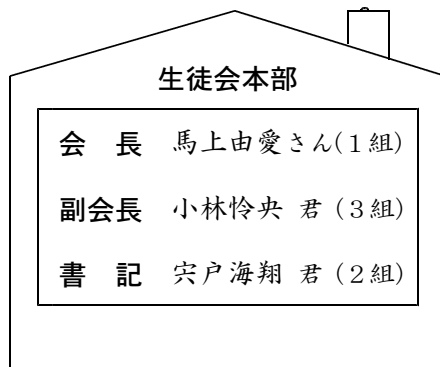 生徒会本部
会　長　馬上由愛さん(１組)
副会長　小林怜央 君 (３組)
書　記　宍戸海翔 君 (２組)